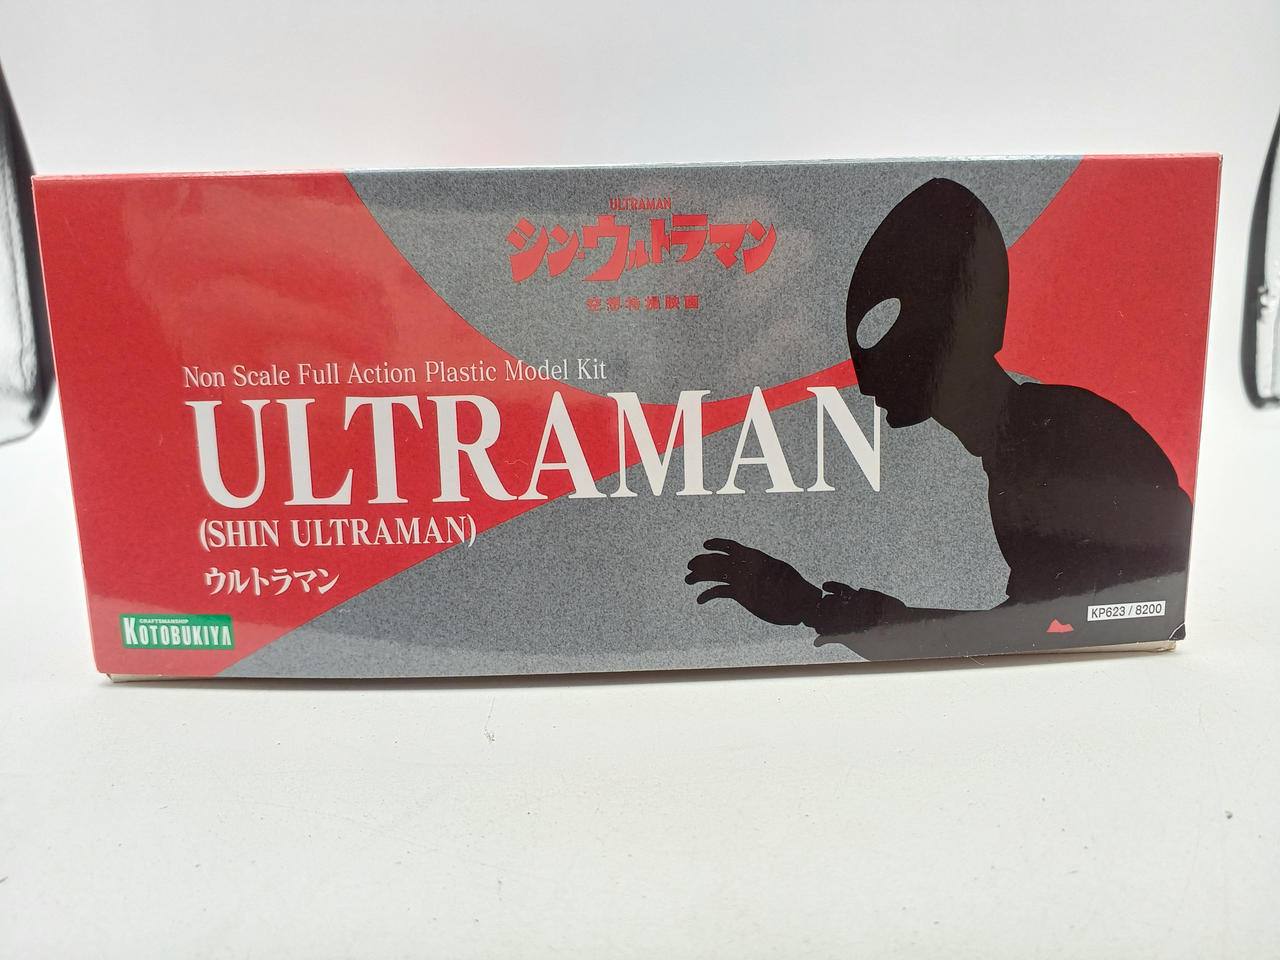 ULTRAMAN
シン・ウルトラマン
空想特撮映画
Non Scale Full Action Plastic Model Kit
ULTRAMAN
(SHIN ULTRAMAN)
ウルトラマン
CRAFTSMANSHIP
KOTOBUKIYA
KP623 / 8200